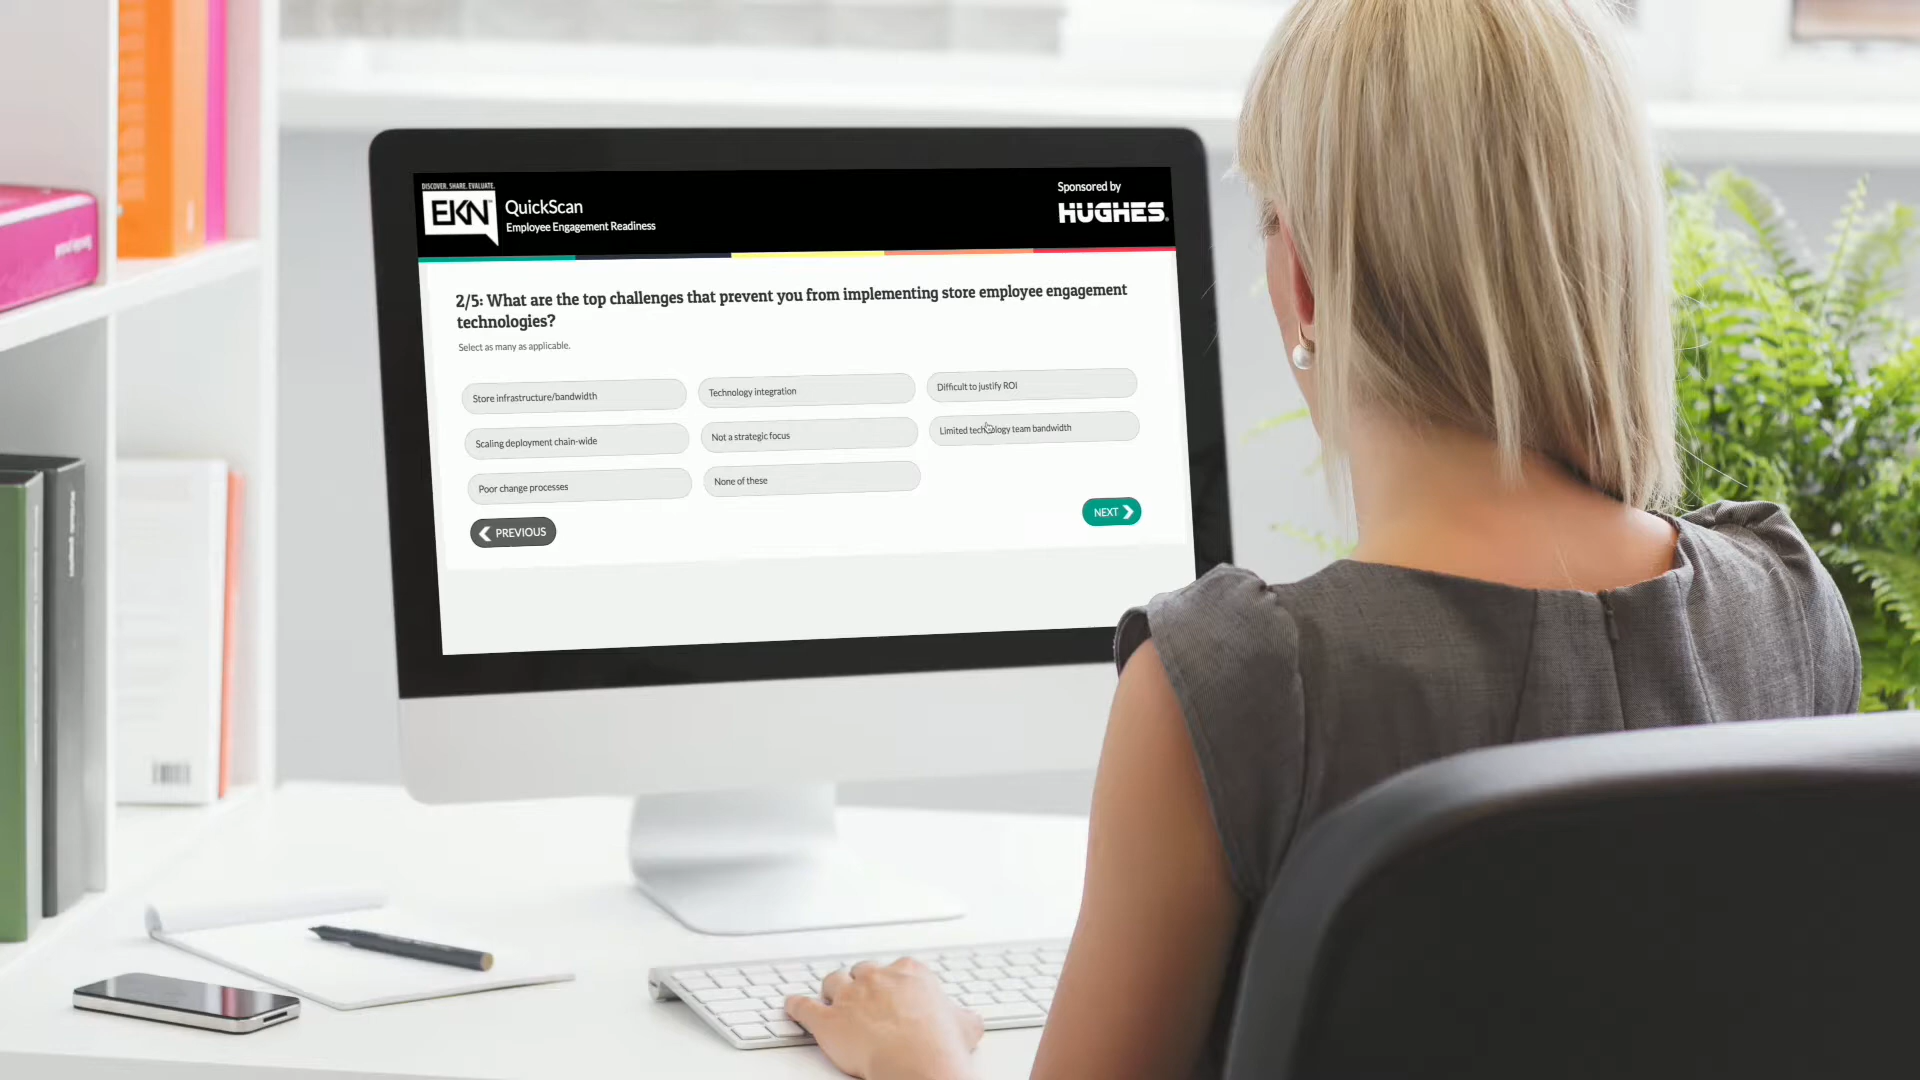 DISCOVER. SHARE. EVALUATE.
EKN
QuickScan
Employee Engagement Readiness
Sponsored by
HUGHES®
2/5: What are the top challenges that prevent you from implementing store employee engagement
technologies?
Select as many as applicable.
Store infrastructure/bandwidth
Technology integration
Difficult to justify ROI
Scaling deployment chain-wide
Not a strategic focus
Limited technology team bandwidth
Poor change processes
None of these
PREVIOUS
NEXT